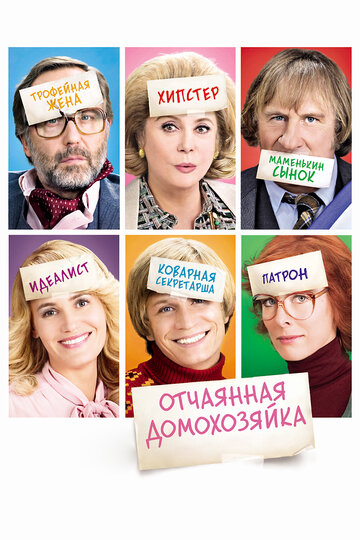 ТРОФЕЙНАЯ
ЖЕНА
ХИПСТЕР
МАМЕНЬКИН
СЫНОК
ИДЕАЛИСТ
КОВАРНАЯ
СЕКРЕТАРША
ПАТРОН
ОТЧАЯННАЯ
ДОМОХОЗЯЙКА